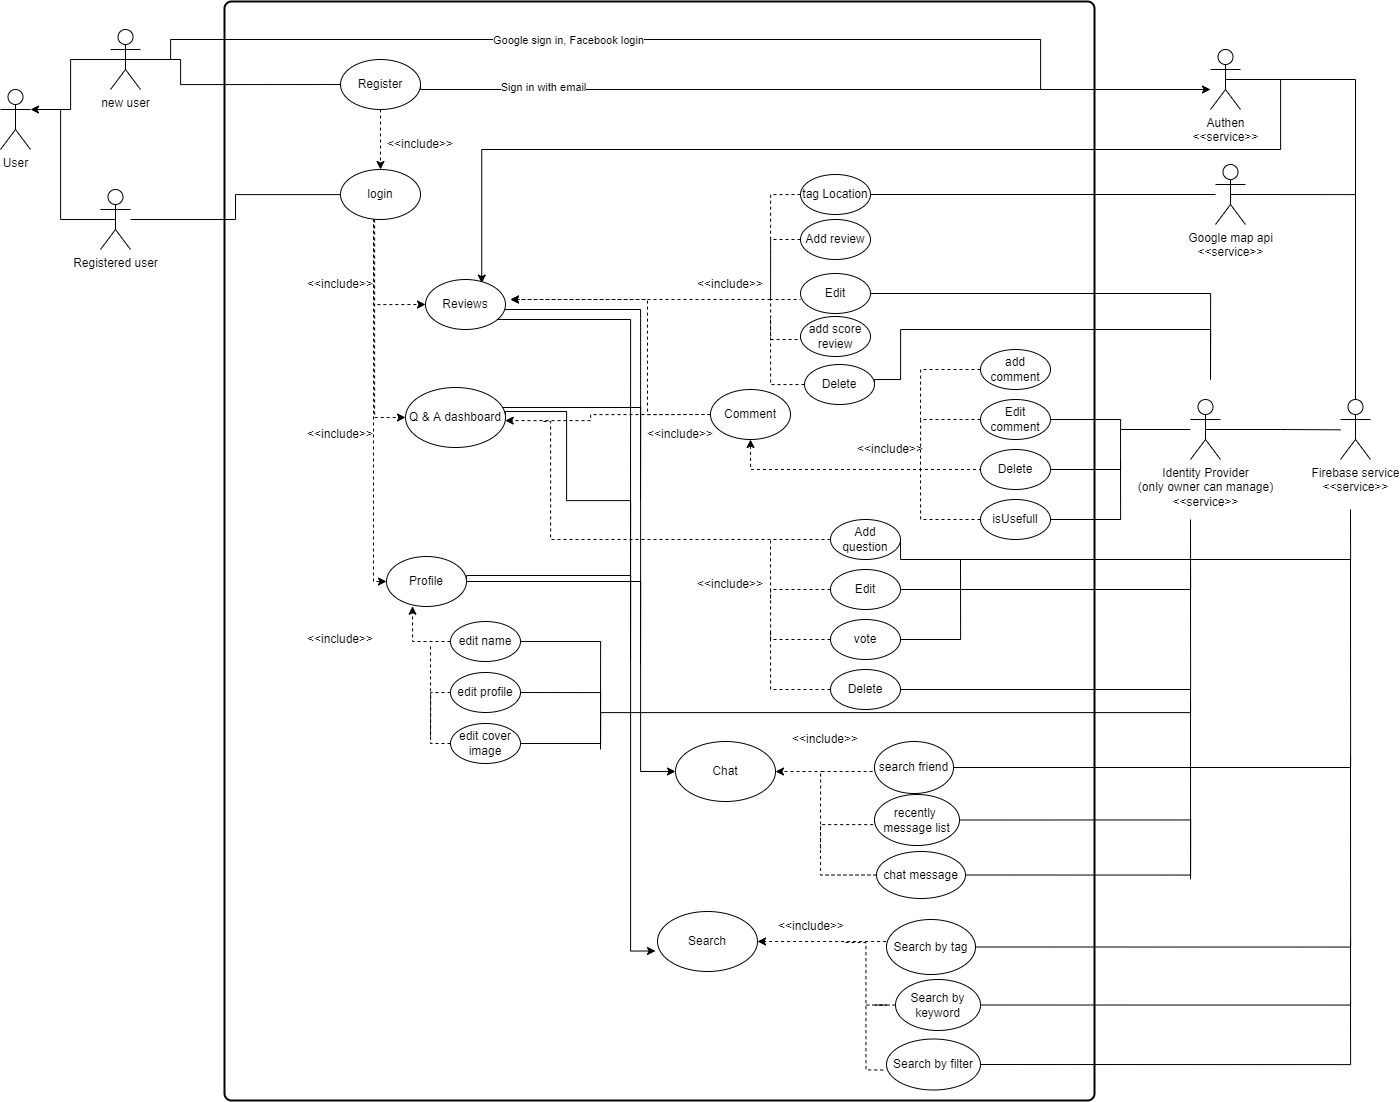 Google sign in, Facebook login
new user
Register
Sign in with email
User
Authen
<<service>>
<<include>>
login
tag Location
Registered user
Add review
Google map api
<<service>>
<<include>>
<<include>>
Reviews
Edit
add score
review
add
comment
Delete
Comment
Q & A dashboard
Edit
comment
<<include>>
<<include>>
<<include>>
Delete
Identity Provider
(only owner can manage)
<<service>>
Firebase service
<<service>>
isUsefull
Add
question
Profile
<<include>>
Edit
<<include>>
edit name
vote
edit profile
Delete
edit cover
image
<<include>>
Chat
search friend
recently
message list
chat message
<<include>>
Search
Search by tag
Search by
keyword
Search by filter